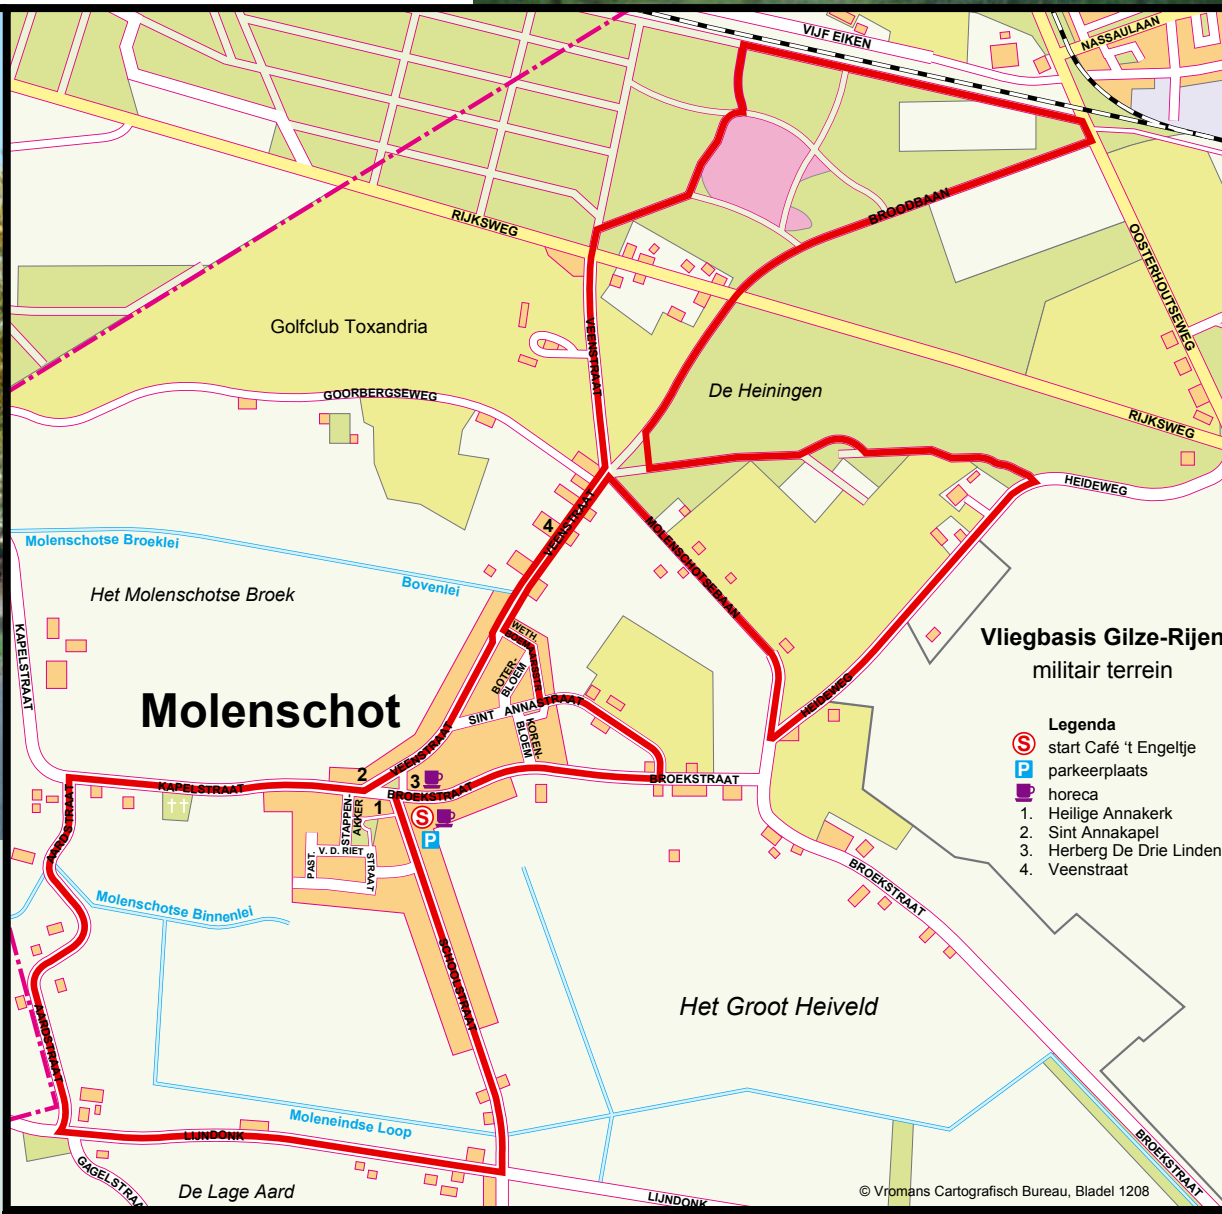 VIJF EIKEN
NASSAULAAN
RIJKSWEG
BROODBAAN
OOSTERHOUTSEWEG
Golfclub Toxandria
VEENSTRAAT
De Heiningen
GOORBERGSEWEG
RIJKSWEG
HEIDEWEG
4
VEENSTRAAT
MOLENSCHOTSEBAAN
Molenschotse Broeklei
Bovenlei
Het Molenschotse Broek
KAPELSTRAAT
WETH.
BOEMAARSSTR.
BOTER-
BLOEM
Vliegbasis Gilze-Rijen
militair terrein
Molenschot
SINT ANNASTRAAT
KOREN-
BLOEM
HEIDEWEG
VEENSTRAAT
Legenda
S start Café ‘t Engeltje
P parkeerplaats
horeca
1. Heilige Annakerk
2. Sint Annakapel
3. Herberg De Drie Linden
4. Veenstraat
2
3
KAPELSTRAAT
BROEKSTRAAT
BROEKSTRAAT
1
S
P
STAPPEN-
AKKER
AARDSTRAAT
PAST. V. D. RIET STRAAT
BROEKSTRAAT
Molenschotse Binnenlei
SCHOOLSTRAAT
Het Groot Heiveld
AARDSTRAAT
Moleneindse Loop
LIJNDONK
BROEKSTRAAT
GAGELSTRAA
De Lage Aard
LIJNDONK
© Vromans Cartografisch Bureau, Bladel 1208